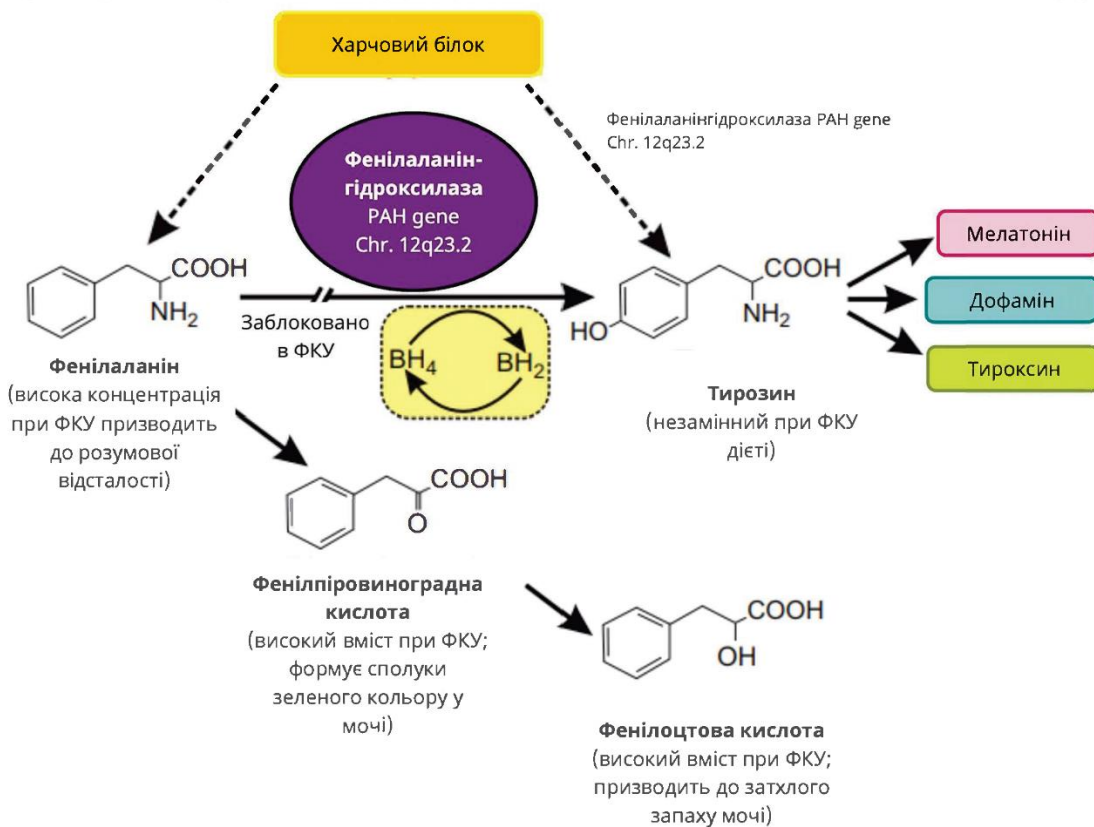 Харчовий білок
Фенілаланінгідроксилаза PAH gene
Chr. 12q23.2
Фенілаланін-
гідроксилаза
PAH gene
Chr. 12q23.2
COOH
NH2
Заблоковано
в ФКУ
BH4
BH2
HO
COOH
NH2
Мелатонін
Дофамін
Тироксин
Фенілаланін
(висока концентрація
при ФКУ призводить
до розумової
відсталості)
Тирозин
(незамінний при ФКУ
дієті)
COOH
O
Фенілпіровиноградна
кислота
(високий вміст при ФКУ;
формує сполуки
зеленого кольору у
мочі)
COOH
OH
Фенілоцтова кислота
(високий вміст при ФКУ;
призводить до затхлого
запаху мочі)